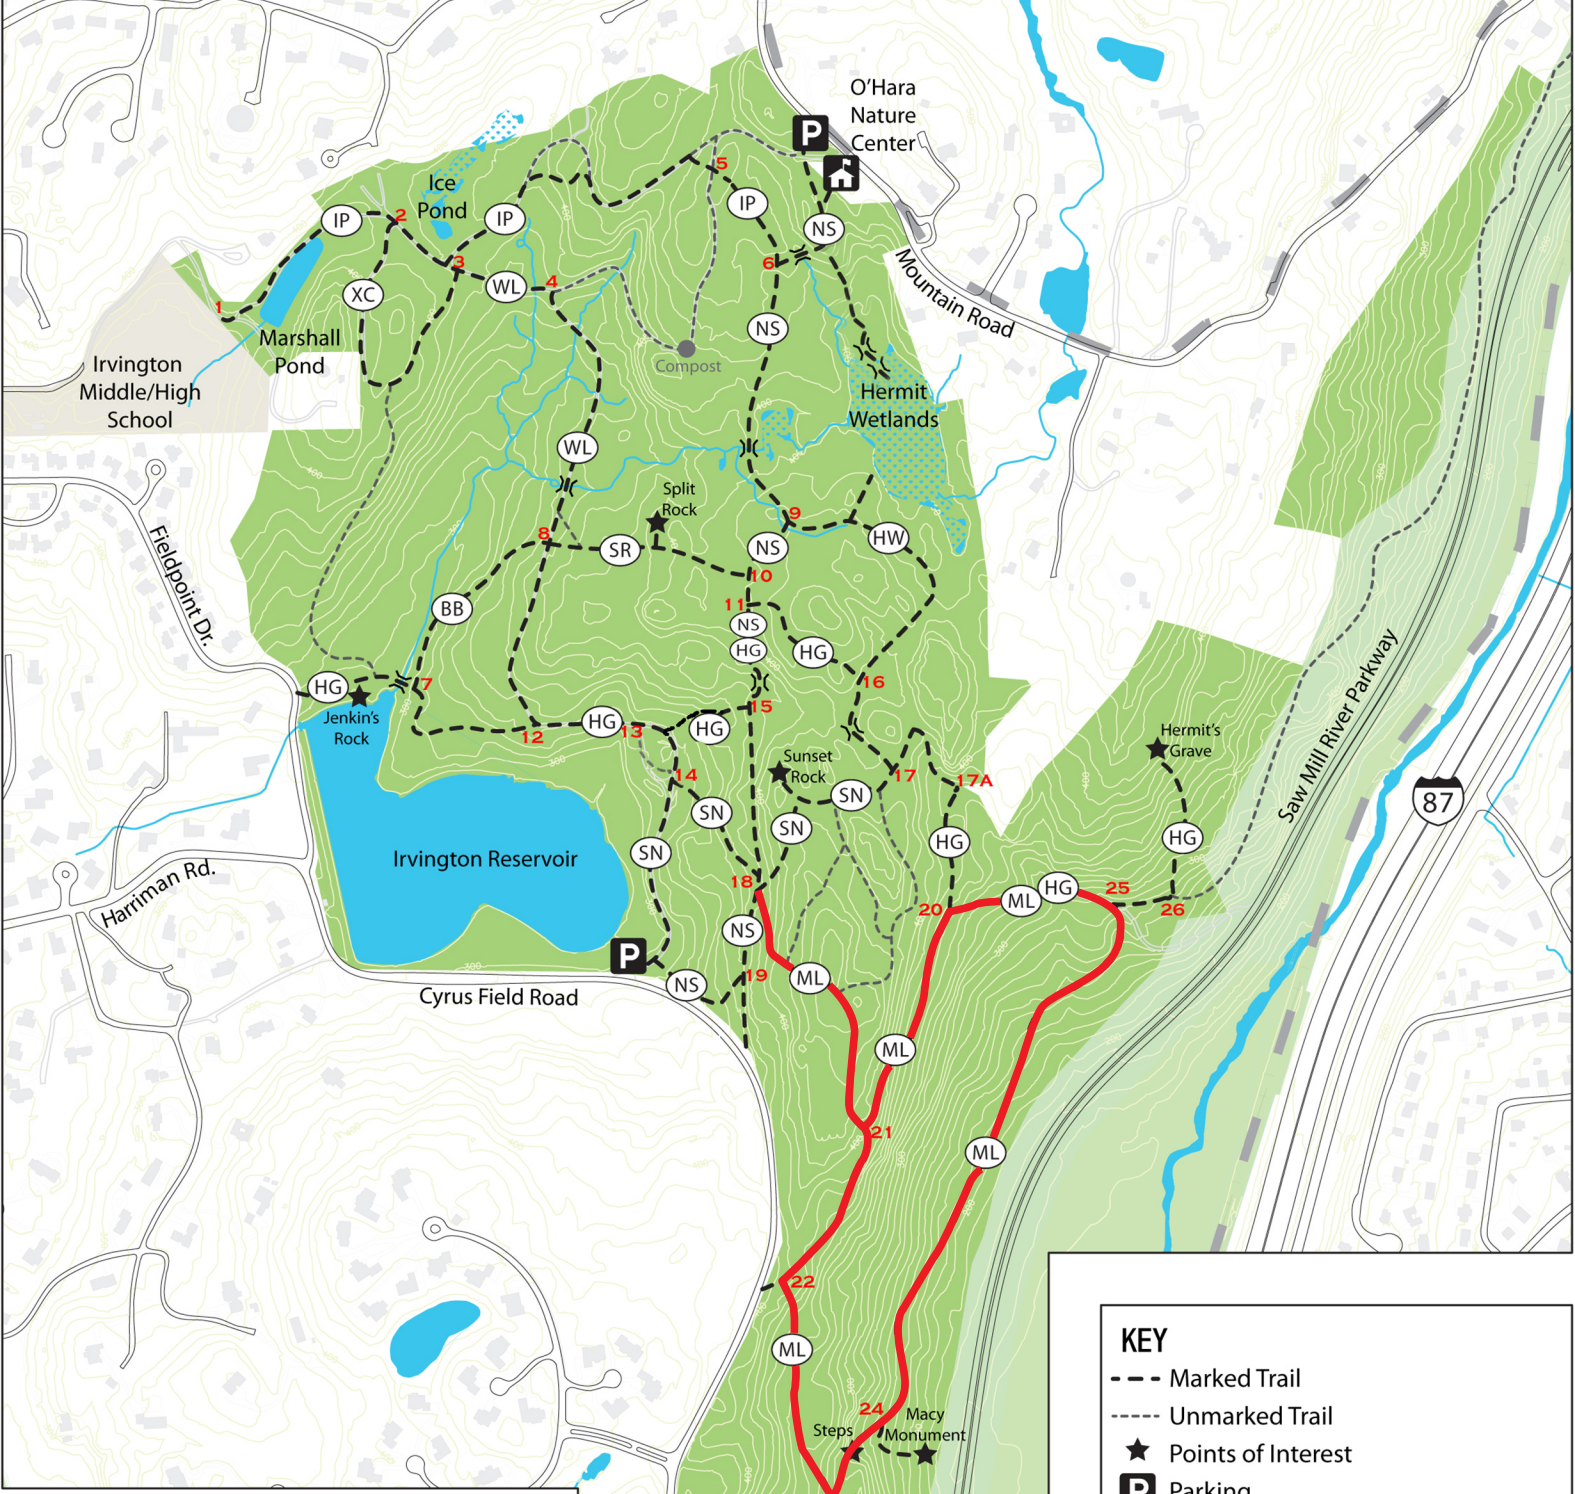 O'Hara
Nature
Center
P
5
Ice
Pond
IP
2
IP
IP
NS
3
6
WL
4
XC
1
NS
Mountain Road
Marshall
Pond
Compost
Irvington
Middle/High
School
Hermit
Wetlands
400
WL
Split
Rock
9
8
SR
NS
HW
Fieldpoint Dr.
10
11
BB
NS
HG
HG
16
7
HG
15
Jenkin's
Rock
HG
13
HG
12
Hermit's
Grave
Saw Mill River Parkway
Sunset
Rock
14
17
17A
SN
87
SN
SN
HG
HG
SN
Irvington Reservoir
18
HG
25
ML
20
26
Harriman Rd.
NS
P
19
ML
NS
300
Cyrus Field Road
ML
21
ML
22
KEY
ML
Marked Trail
24
Macy
Monument
Steps
Unmarked Trail
Points of Interest
P
Parking